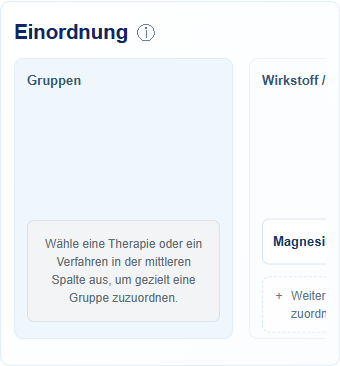 Einordnung ⓘ
Gruppen
Wähle eine Therapie oder ein
Verfahren in der mittleren
Spalte aus, um gezielt eine
Gruppe zuzuordnen.
Wirkstoff /
Magnesi
+ Weiter
zuordn